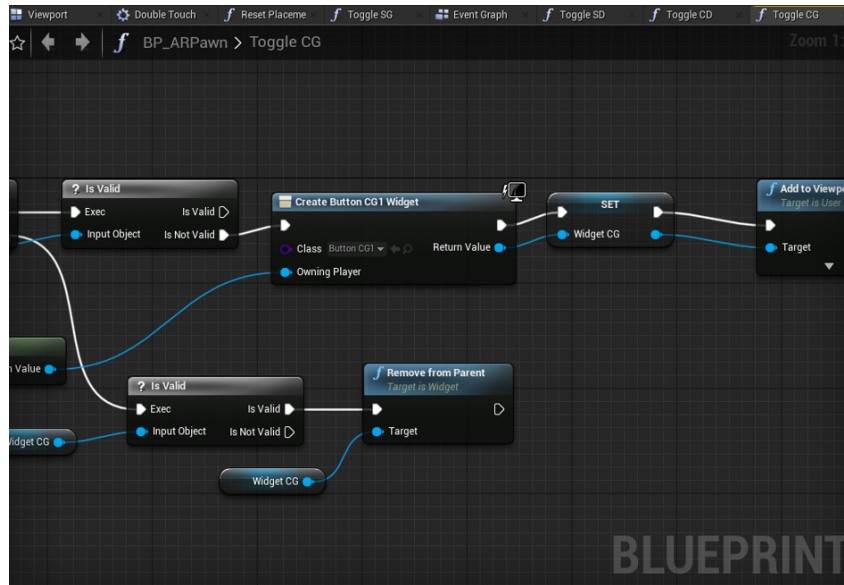 Viewport
Double Touch
Reset Placeme
Toggle SG
Event Graph
Toggle SD
Toggle CD
Toggle CG
BP_ARPawn > Toggle CG
Zoom 1:
? Is Valid
Exec Is Valid
Input Object Is Not Valid
Create Button CG1 Widget
Class Button CG1
Return Value
Owning Player
SET
Widget CG
Add to Viewpo
Target is User
Target
n Value
? Is Valid
Exec Is Valid
Input Object Is Not Valid
Widget CG
Remove from Parent
Target is Widget
Target
Widget CG
BLUEPRINT